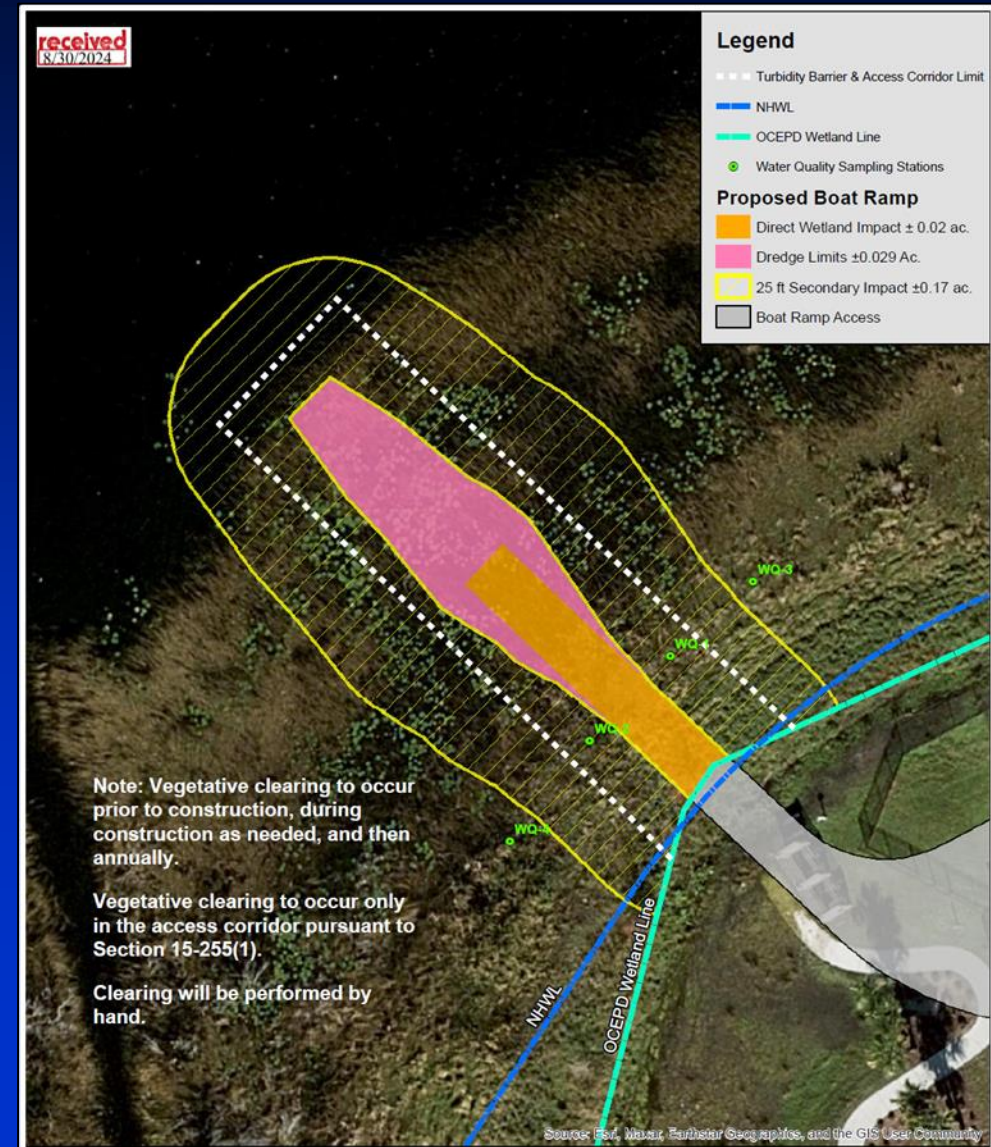 received
8/30/2024
Legend
Turbidity Barrier & Access Corridor Limit
NHWL
OCEPD Wetland Line
Water Quality Sampling Stations
Proposed Boat Ramp
Direct Wetland Impact ± 0.02 ac.
Dredge Limits ±0.029 Ac.
25 ft Secondary Impact ±0.17 ac.
Boat Ramp Access
WQ-3
WQ-
WQ-
WQ-4
Note: Vegetative clearing to occur
prior to construction, during
construction as needed, and then
annually.
Vegetative clearing to occur only
in the access corridor pursuant to
Section 15-255(1).
Clearing will be performed by
hand.
NHWL
OCEPD Wetland Line
Source: Esri, Maxar, Earthstar Geographics, and the GIS User Community